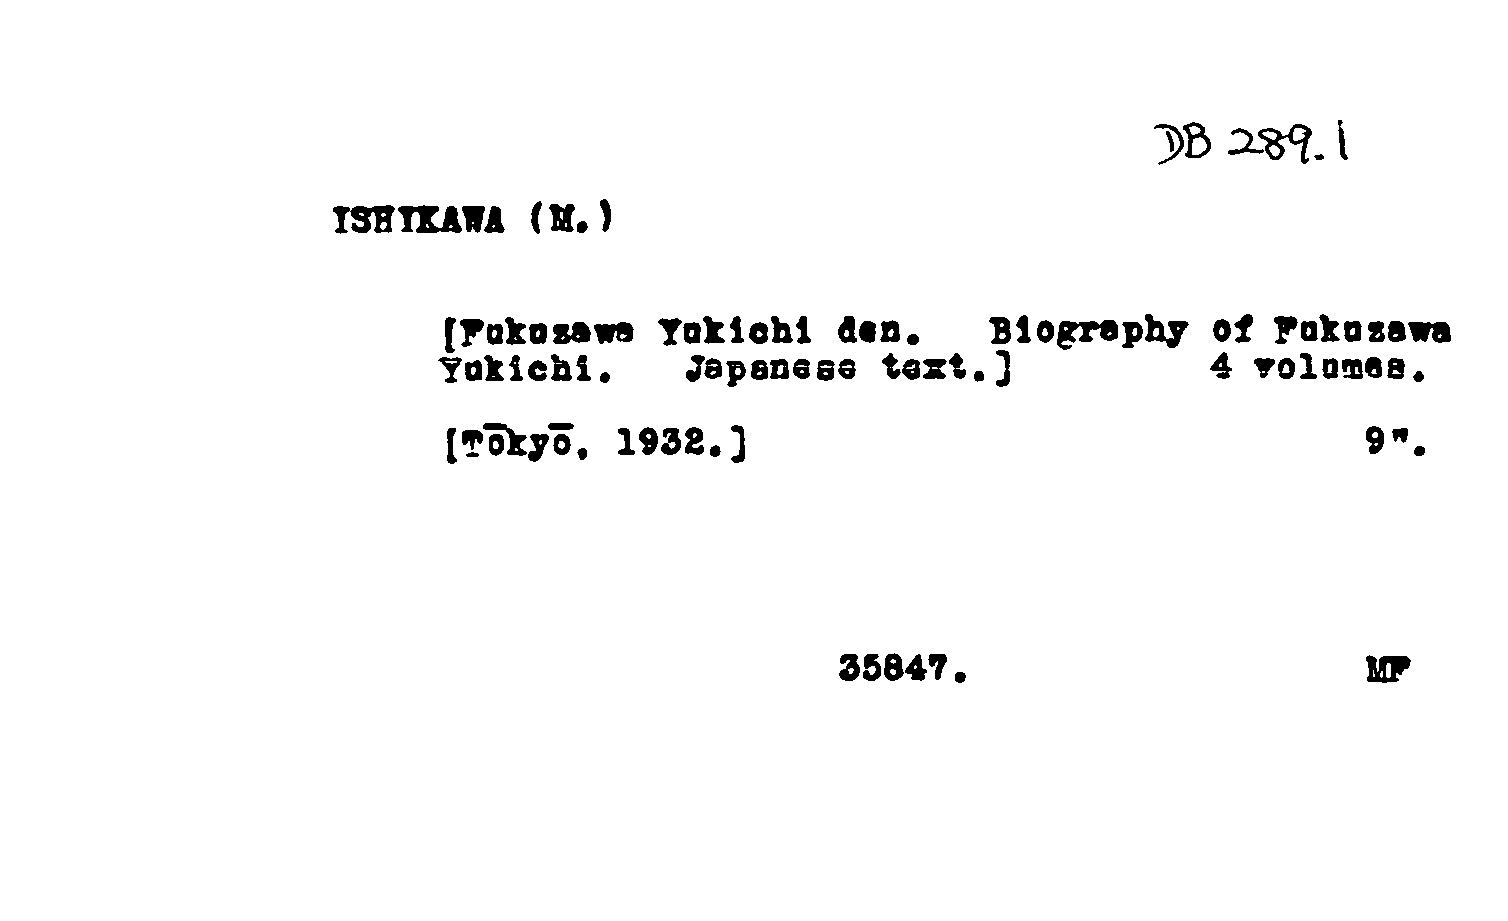 DB 289.1
ISHIKAWA (M.)
[Fukuzawa Yukichi den. Biography of Fukuzawa
Yukichi. Japanese text.] 4 volumes.
[Tōkyō, 1932.] 9".
35847. MF